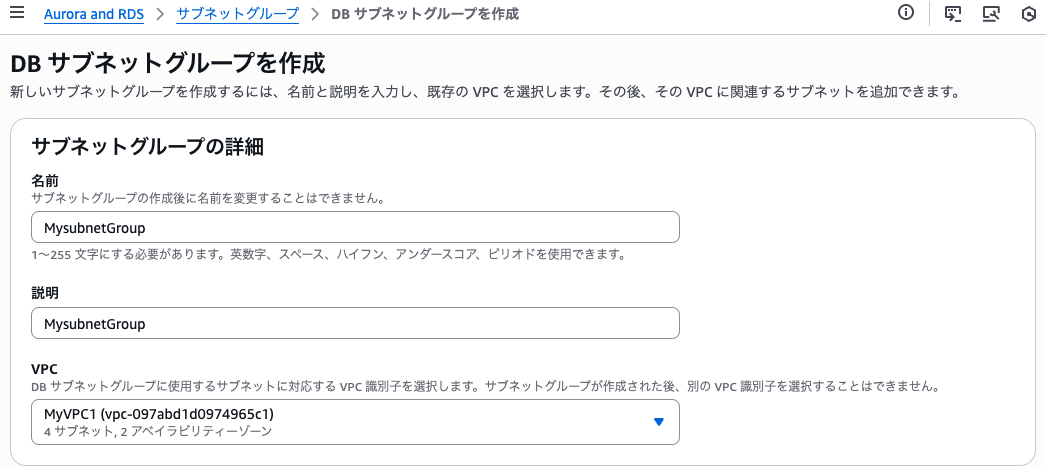 Aurora and RDS > サブネットグループ > DB サブネットグループを作成
DB サブネットグループを作成
新しいサブネットグループを作成するには、名前と説明を入力し、既存の VPC を選択します。その後、その VPC に関連するサブネットを追加できます。
サブネットグループの詳細
名前
サブネットグループの作成後に名前を変更することはできません。
MysubnetGroup
1～255 文字にする必要があります。英数字、スペース、ハイフン、アンダースコア、ピリオドを使用できます。
説明
MysubnetGroup
VPC
DB サブネットグループに使用するサブネットに対応する VPC 識別子を選択します。サブネットグループが作成された後、別の VPC 識別子を選択することはできません。
MyVPC1 (vpc-097abd1d0974965c1)
4 サブネット, 2 アベイラビリティーゾーン